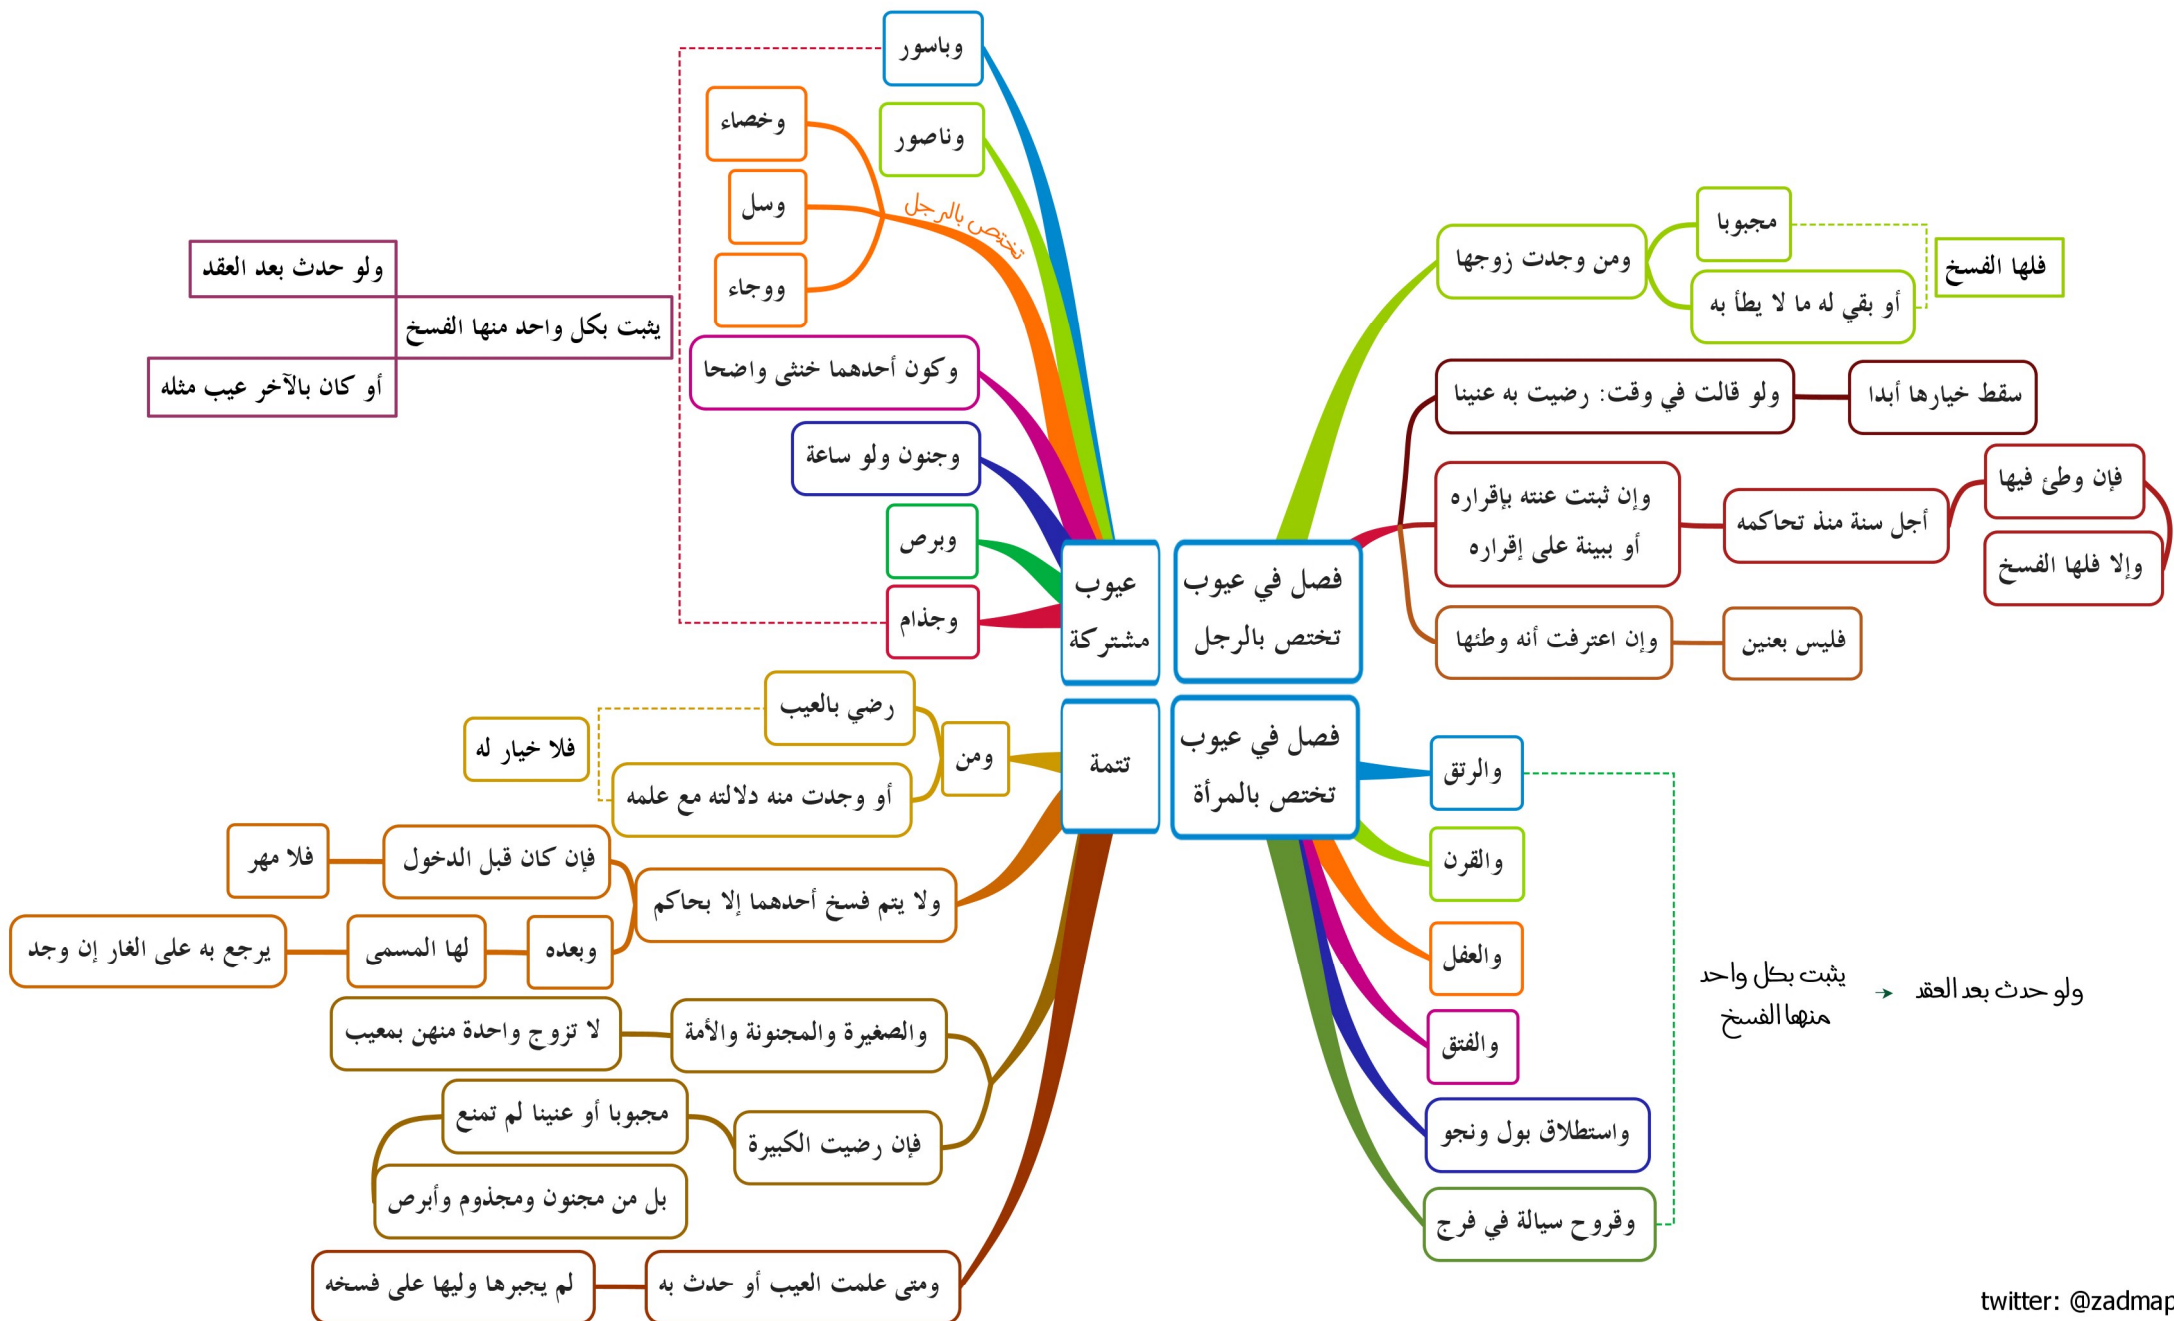 فصل في عيوب
تختص بالرجل
ومن وجدت زوجها
مجبوبا
أو بقي له ما لا يطأ به
فلها الفسخ
ولو قالت في وقت: رضيت به عنينا
سقط خيارها أبدا
وإن ثبتت عنته بإقراره
أو ببينة على إقراره
أجل سنة منذ تحاكمه
فإن وطئ فيها
وإلا فلها الفسخ
وإن اعترفت أنه وطئها
فليس بعنين
فصل في عيوب
تختص بالمرأة
والرتق
والقرن
والعفل
والفتق
واستطلاق بول ونجو
وقروح سيالة في فرج
يثبت بكل واحد
منها الفسخ
ولو حدث بعد العقد
عيوب
مشتركة
وباسور
وناصور
تختص بالرجل
وخصاء
وسل
ووجاء
وكون أحدهما خنثى واضحا
وجنون ولو ساعة
وبرص
وجذام
يثبت بكل واحد منها الفسخ
ولو حدث بعد العقد
أو كان بالآخر عيب مثله
تتمة
ومن
رضي بالعيب
أو وجدت منه دلالته مع علمه
فلا خيار له
ولا يتم فسخ أحدهما إلا بحاكم
فإن كان قبل الدخول
فلا مهر
وبعده
لها المسمى
يرجع به على الغار إن وجد
والصغيرة والمجنونة والأمة
لا تزوج واحدة منهن بمعيب
فإن رضيت الكبيرة
مجبوبا أو عنينا لم تمنع
بل من مجنون ومجذوم وأبرص
ومتى علمت العيب أو حدث به
لم يجبرها وليها على فسخه
twitter: @zadmap